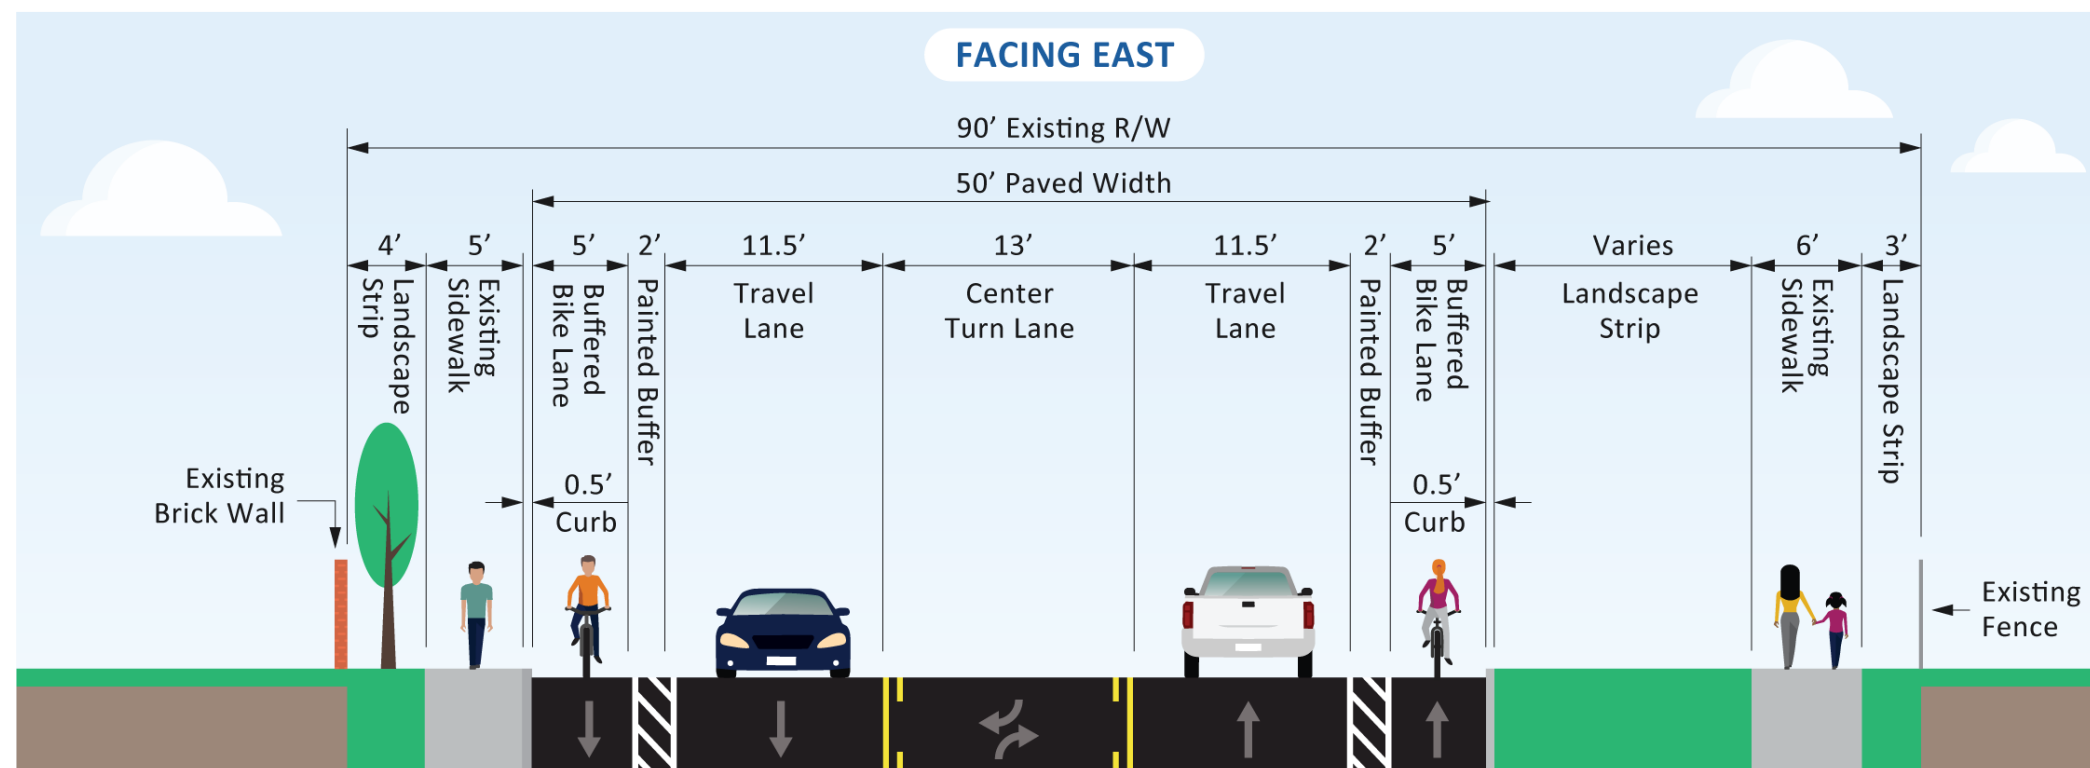 FACING EAST
90’ Existing R/W
50’ Paved Width
4’
5’
5’
2’
11.5’
13’
11.5’
2’
5’
Varies
6’
3’
Landscape
Strip
Existing
Sidewalk
Buffered
Bike Lane
Painted Buffer
Travel
Lane
Center
Turn Lane
Travel
Lane
Painted Buffer
Buffered
Bike Lane
Landscape
Strip
Existing
Sidewalk
Landscape Strip
Existing
Brick Wall
0.5’
Curb
0.5’
Curb
Existing
Fence